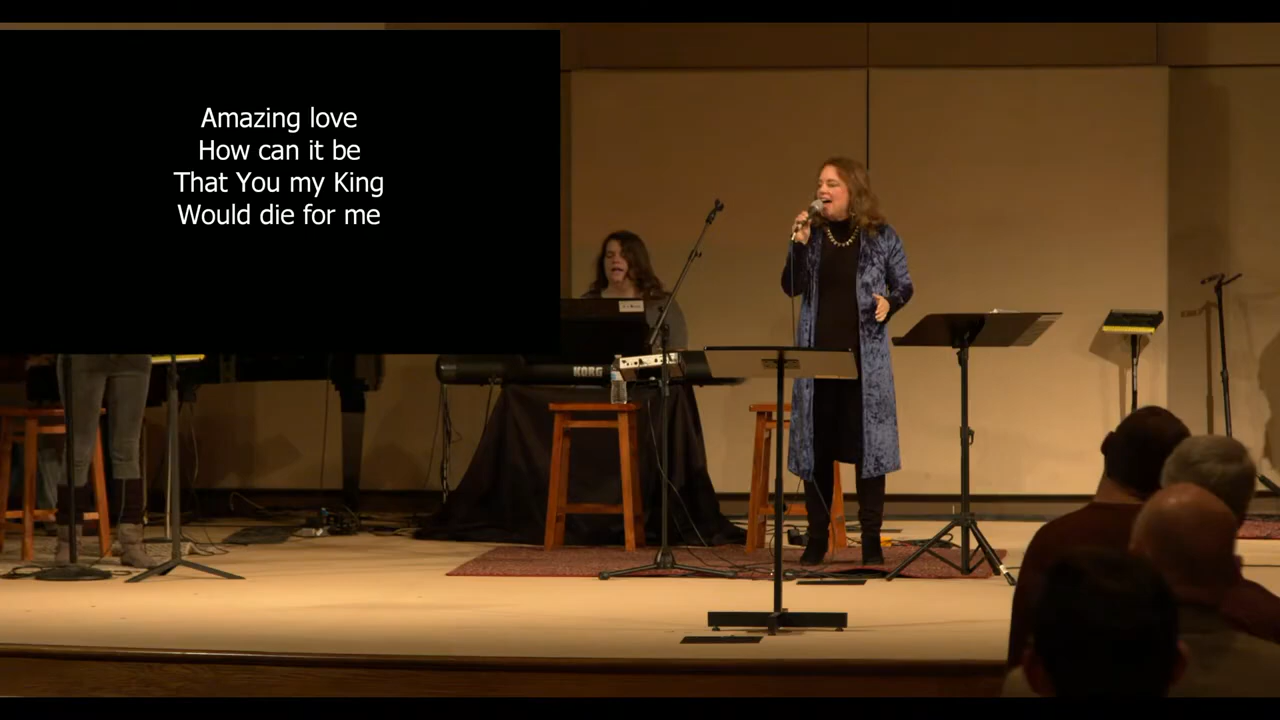 Amazing love
How can it be
That You my King
Would die for me
KORG